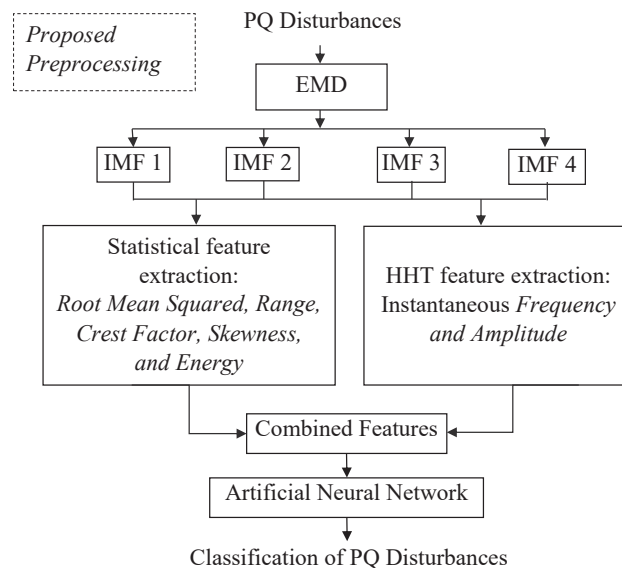 PQ Disturbances
Proposed
Preprocessing
EMD
IMF 1
IMF 2
IMF 3
IMF 4
Statistical feature
extraction:
Root Mean Squared, Range,
Crest Factor, Skewness,
and Energy
HHT feature extraction:
Instantaneous Frequency
and Amplitude
Combined Features
Artificial Neural Network
Classification of PQ Disturbances